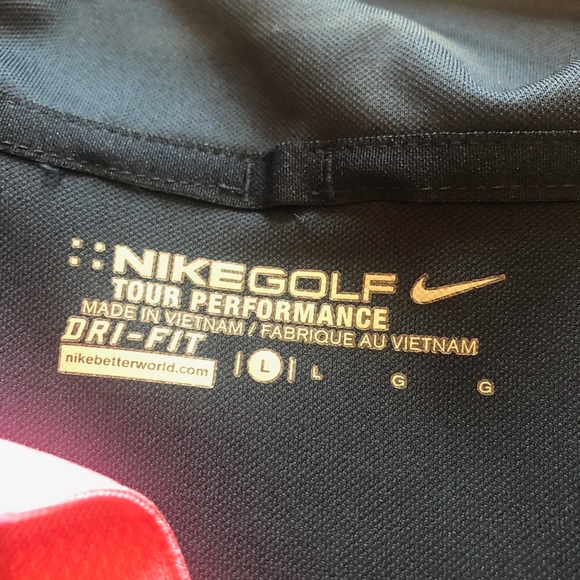 NIKEGOLF
TOUR PERFORMANCE
MADE IN VIETNAM / FABRIQUE AU VIETNAM
DRI-FIT
nikebetterworld.com | L | L G G